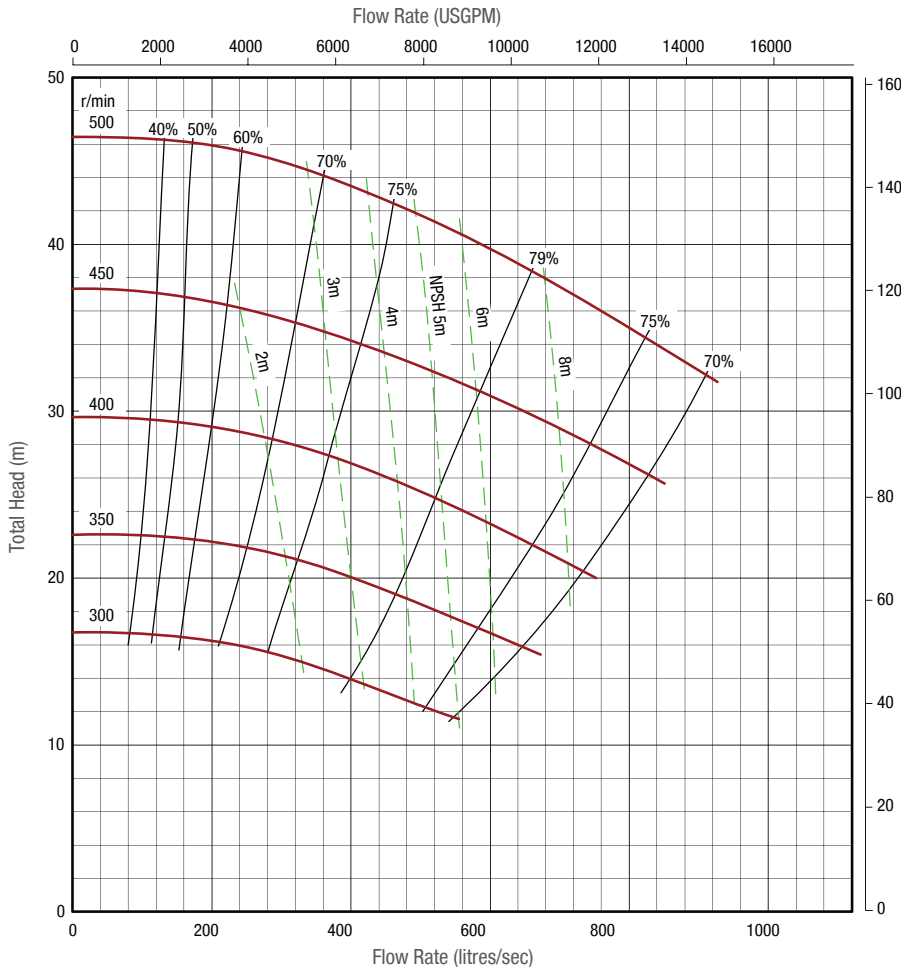 Flow Rate (USGPM)
0 2000 4000 6000 8000 10000 12000 14000 16000
50 160
r/min
500 40% 50% 60% 70% 75%
140
40 79%
450 3m 4m NPSH 5m 6m 8m 75% 120
2m 70%
400 100
30
350 80
20
300 60
40
10
20
0 0
0 200 400 600 800 1000
Total Head (m)
Flow Rate (litres/sec)